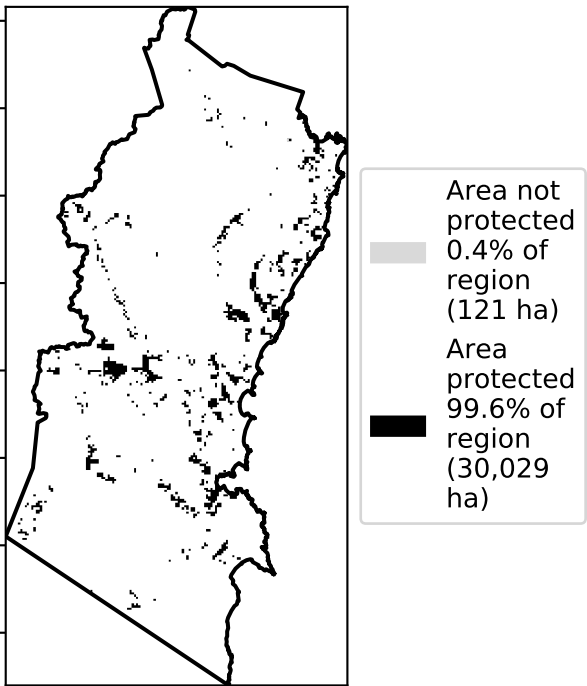 Area not
protected
0.4% of
region
(121 ha)
Area
protected
99.6% of
region
(30,029
ha)